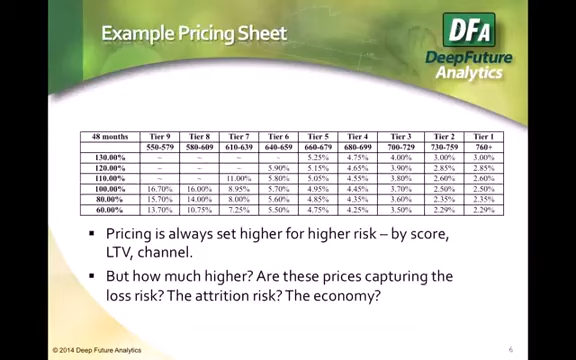 Example Pricing Sheet
DFA
DeepFuture
Analytics
48 months Tier 9 Tier 8 Tier 7 Tier 6 Tier 5 Tier 4 Tier 3 Tier 2 Tier 1
550-579 580-609 610-639 640-659 660-679 680-699 700-729 730-759 760+
130.00% ~ ~ ~ ~ 5.25% 4.75% 4.00% 3.00% 3.00%
120.00% ~ ~ ~ 5.90% 5.15% 4.65% 3.90% 2.85% 2.85%
110.00% ~ ~ 11.00% 5.80% 5.05% 4.55% 3.80% 2.60% 2.60%
100.00% 16.70% 16.00% 8.95% 5.70% 4.95% 4.45% 3.70% 2.50% 2.50%
80.00% 15.70% 14.00% 8.00% 5.60% 4.85% 4.35% 3.60% 2.35% 2.35%
60.00% 13.70% 10.75% 7.25% 5.50% 4.75% 4.25% 3.50% 2.29% 2.29%
▪ Pricing is always set higher for higher risk – by score,
LTV, channel.
▪ But how much higher? Are these prices capturing the
loss risk? The attrition risk? The economy?
© 2014 Deep Future Analytics
6